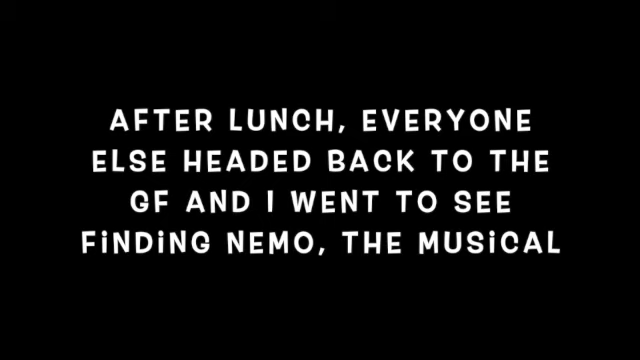 AFTER LUNCH, EVERYONE
ELSE HEADED BACK TO THE
GF AND I WENT TO SEE
FiNDiNG NEMO, THE MUSiCAL